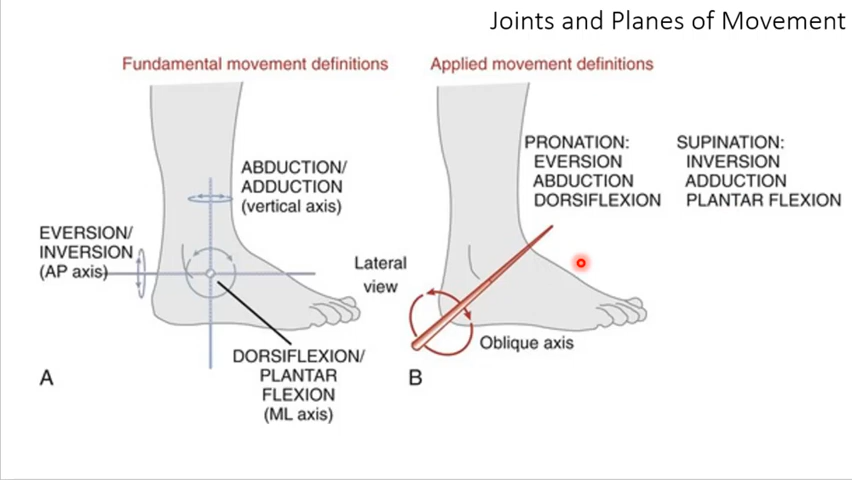 Joints and Planes of Movement
Fundamental movement definitions
ABDUCTION/
ADDUCTION
(vertical axis)
EVERSION/
INVERSION
(AP axis)
DORSIFLEXION/
PLANTAR
FLEXION
(ML axis)
A
Applied movement definitions
PRONATION:
EVERSION
ABDUCTION
DORSIFLEXION
SUPINATION:
INVERSION
ADDUCTION
PLANTAR FLEXION
Lateral
view
Oblique axis
B